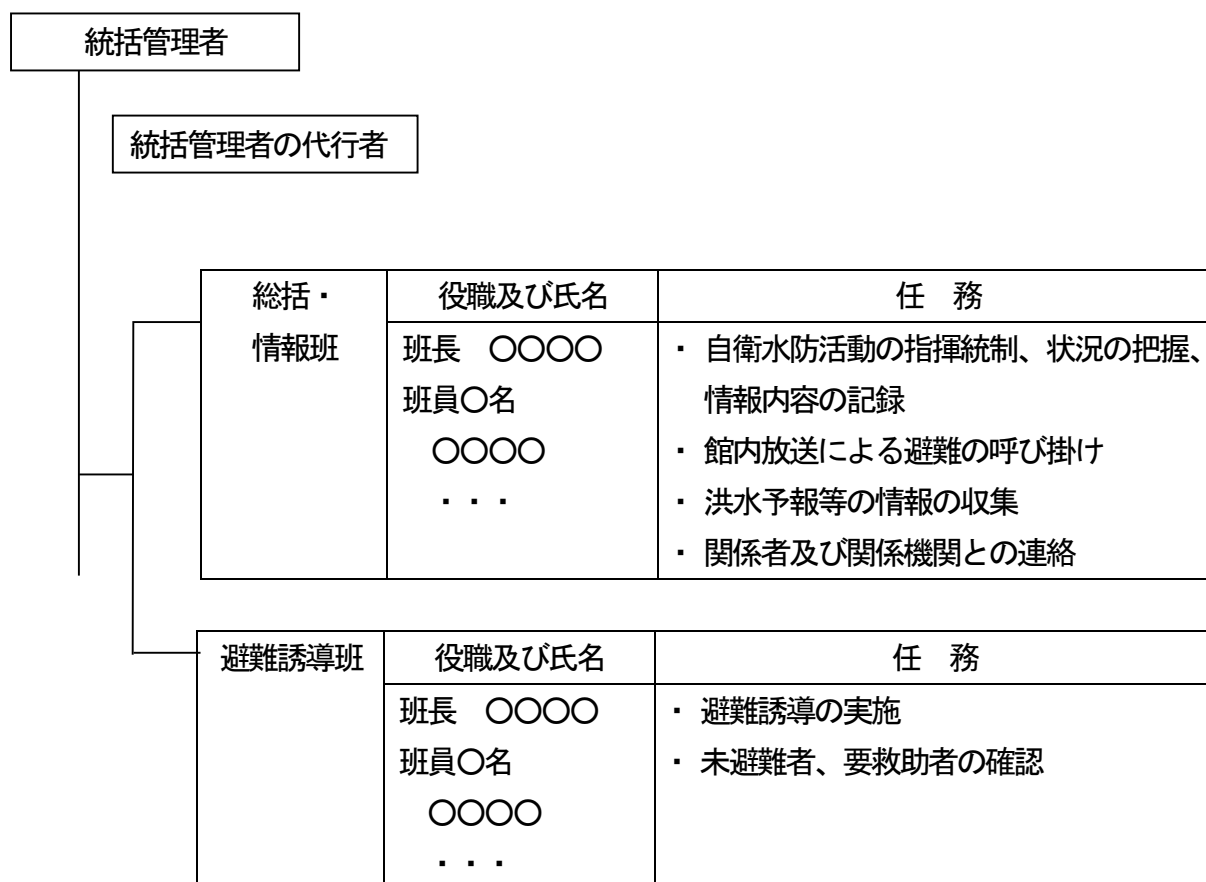 統括管理者
統括管理者の代行者
総括・
情報班
役職及び氏名
任　務
班長　〇〇〇〇
班員〇名
〇〇〇〇
・・・
・ 自衛水防活動の指揮統制、状況の把握、
情報内容の記録
・ 館内放送による避難の呼び掛け
・ 洪水予報等の情報の収集
・ 関係者及び関係機関との連絡
避難誘導班
役職及び氏名
任　務
班長　〇〇〇〇
班員〇名
〇〇〇〇
・・・
・ 避難誘導の実施
・ 未避難者、要救助者の確認